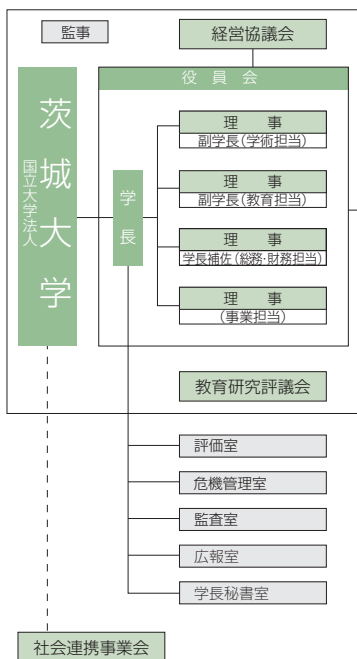 監事
経営協議会
役員会
国立大学法人
茨城大学
学長
理事
副学長(学術担当)
理事
副学長(教育担当)
理事
学長補佐(総務・財務担当)
理事
(事業担当)
教育研究評議会
評価室
危機管理室
監査室
広報室
学長秘書室
社会連携事業会